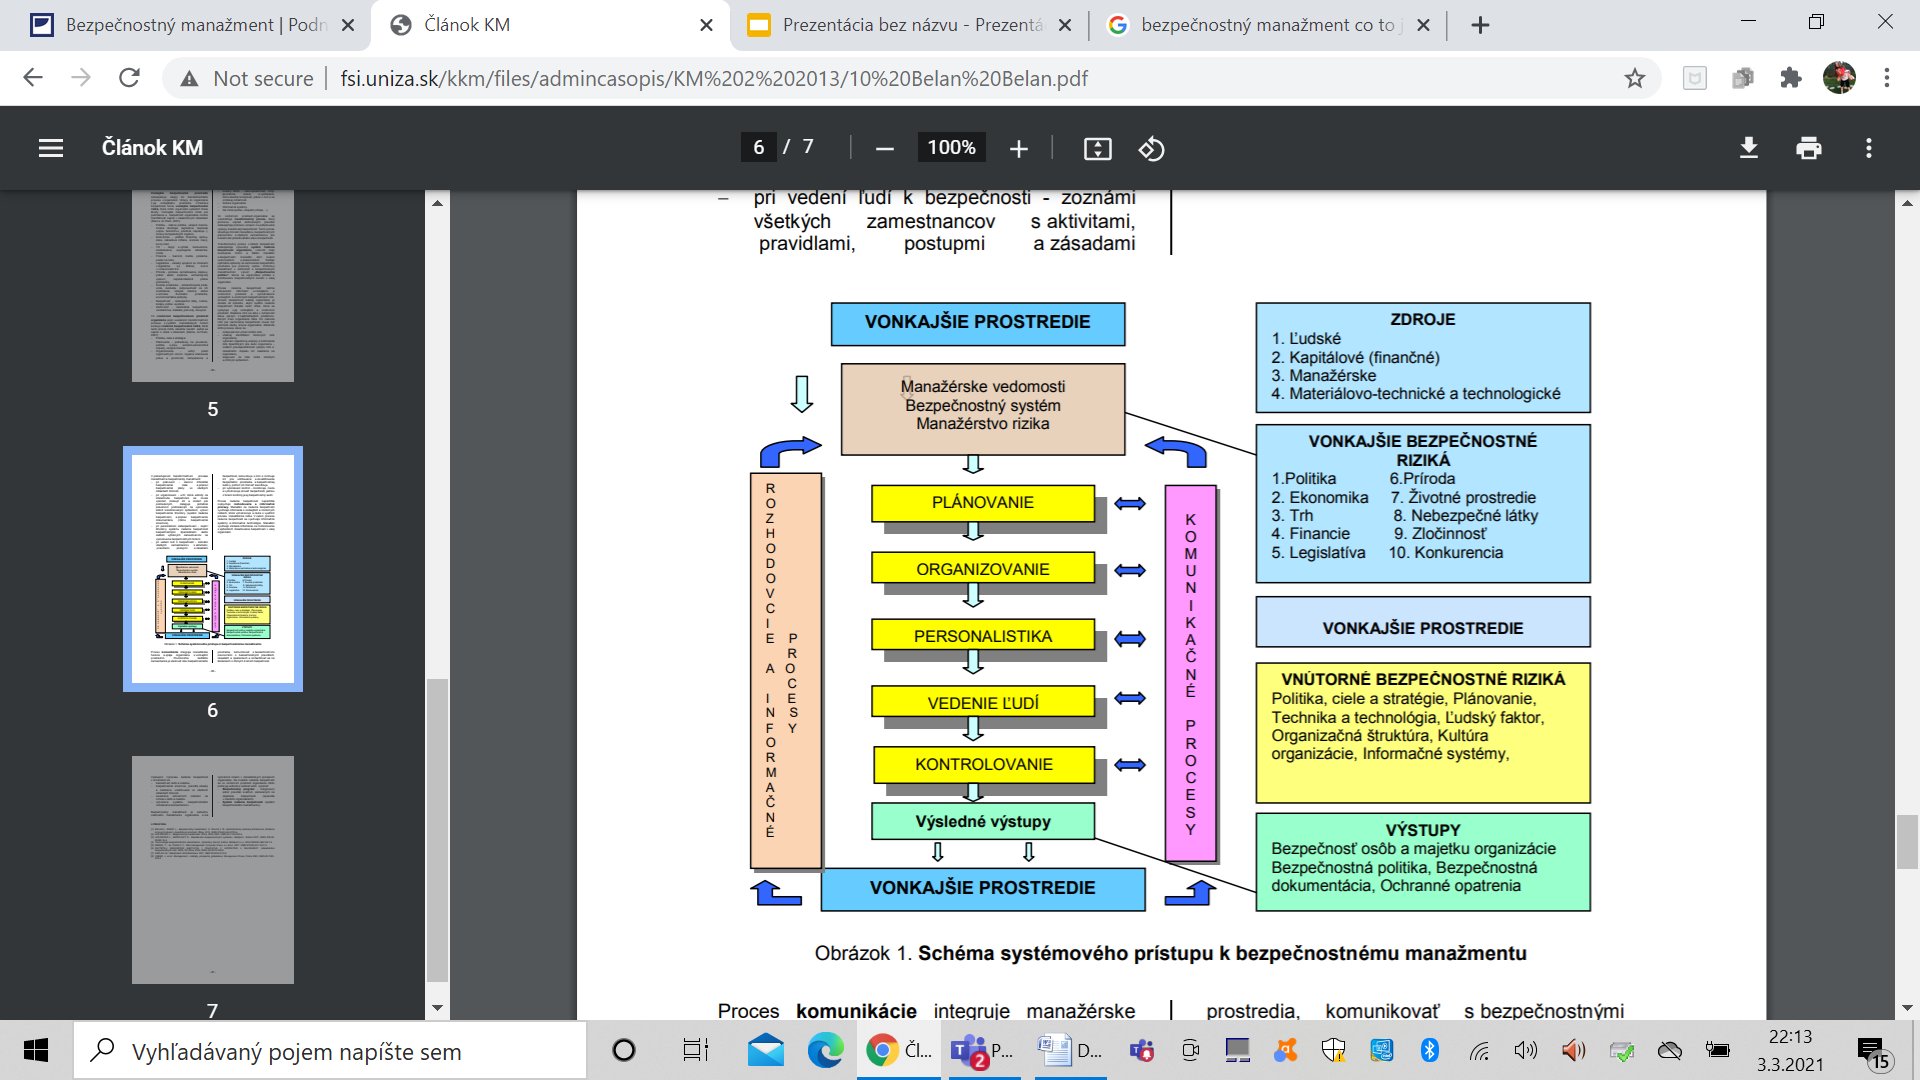 Bezpečnostný manažment | Podn
Článok KM
Prezentácia bez názvu - Prezentá
bezpečnostný manažment co to j
Not secure
fsi.uniza.sk/kkm/files/admincasopis/KM%202%202013/10%20Belan%20Belan.pdf
Článok KM
6 / 7
100%
5
6
7
– pri vedení ľudí k bezpečnosti - zoznámi
všetkých zamestnancov s aktivitami,
pravidlami, postupmi a zásadami
VONKAJŠIE PROSTREDIE
Manažérske vedomosti
Bezpečnostný systém
Manažérstvo rizika
ROZHODOVCIE A INFORMAČNÉ
PROCESY
PLÁNOVANIE
ORGANIZOVANIE
PERSONALISTIKA
VEDENIE ĽUDÍ
KONTROLOVANIE
Výsledné výstupy
KOMUNIKAČNÉ PROCESY
VONKAJŠIE PROSTREDIE
ZDROJE
1. Ľudské
2. Kapitálové (finančné)
3. Manažérske
4. Materiálovo-technické a technologické
VONKAJŠIE BEZPEČNOSTNÉ
RIZIKÁ
1.Politika 6.Príroda
2. Ekonomika 7. Životné prostredie
3. Trh 8. Nebezpečné látky
4. Financie 9. Zločinnosť
5. Legislatíva 10. Konkurencia
VONKAJŠIE PROSTREDIE
VNÚTORNÉ BEZPEČNOSTNÉ RIZIKÁ
Politika, ciele a stratégie, Plánovanie,
Technika a technológia, Ľudský faktor,
Organizačná štruktúra, Kultúra
organizácie, Informačné systémy,
VÝSTUPY
Bezpečnosť osôb a majetku organizácie
Bezpečnostná politika, Bezpečnostná
dokumentácia, Ochranné opatrenia
Obrázok 1. Schéma systémového prístupu k bezpečnostnému manažmentu
Proces komunikácie integruje manažérske
prostredia, komunikovať s bezpečnostnými
Vyhľadávaný pojem napíšte sem
Čl...
P...
2
D...
22:13
3.3.2021
15